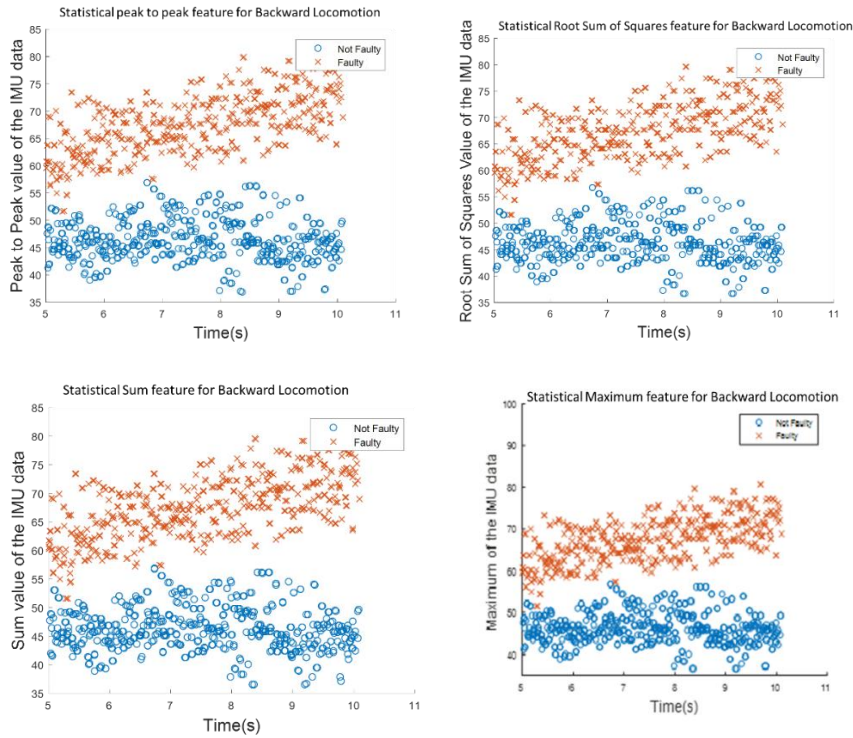 Statistical peak to peak feature for Backward Locomotion
85
80
75
70
65
60
55
50
45
40
35
Peak to Peak value of the IMU data
Not Faulty
Faulty
5 6 7 8 9 10 11
Time(s)
Statistical Root Sum of Squares feature for Backward Locomotion
85
80
75
70
65
60
55
50
45
40
35
Root Sum of Squares Value of the IMU data
Not Faulty
Faulty
5 6 7 8 9 10 11
Time(s)
Statistical Sum feature for Backward Locomotion
85
80
75
70
65
60
55
50
45
40
35
Sum value of the IMU data
Not Faulty
Faulty
5 6 7 8 9 10 11
Time(s)
Statistical Maximum feature for Backward Locomotion
100
90
80
70
60
50
40
Maximum of the IMU data
Not Faulty
Faulty
5 6 7 8 9 10 11
Time(s)